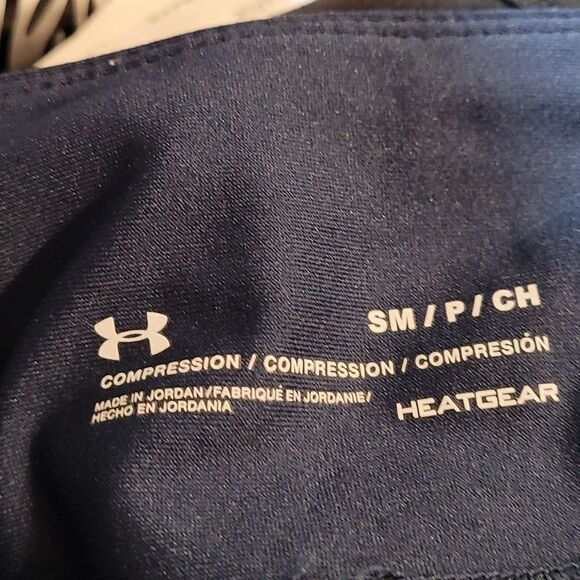 SM / P / CH
COMPRESSION / COMPRESSION / COMPRESIÓN
MADE IN JORDAN/FABRIQUÉ EN JORDANIE/
HECHO EN JORDANIA
HEATGEAR